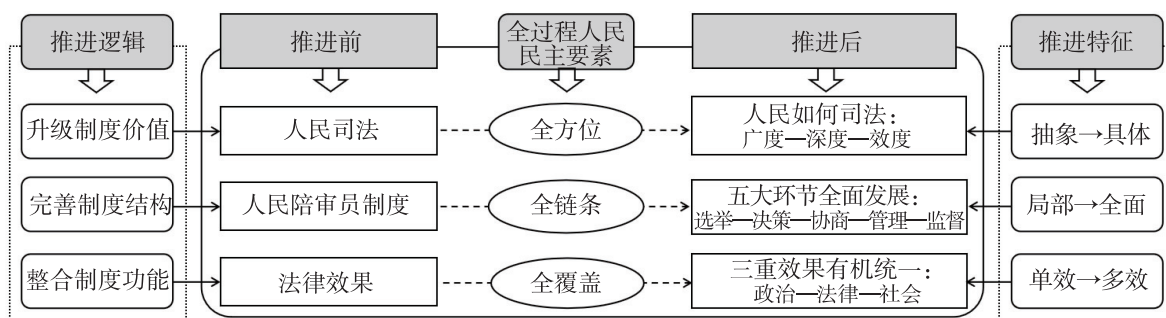 推进逻辑
推进前
全过程人民
民主要素
推进后
推进特征
升级制度价值
人民司法
全方位
人民如何司法：
广度—深度—效度
抽象→具体
完善制度结构
人民陪审员制度
全链条
五大环节全面发展：
选举—决策—协商—管理—监督
局部→全面
整合制度功能
法律效果
全覆盖
三重效果有机统一：
政治—法律—社会
单效→多效